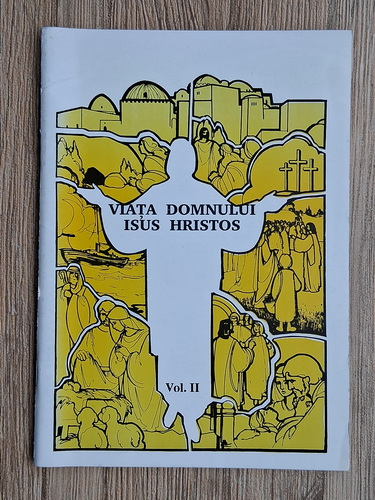 VIAȚA DOMNULUI
ISUS HRISTOS
Vol. II